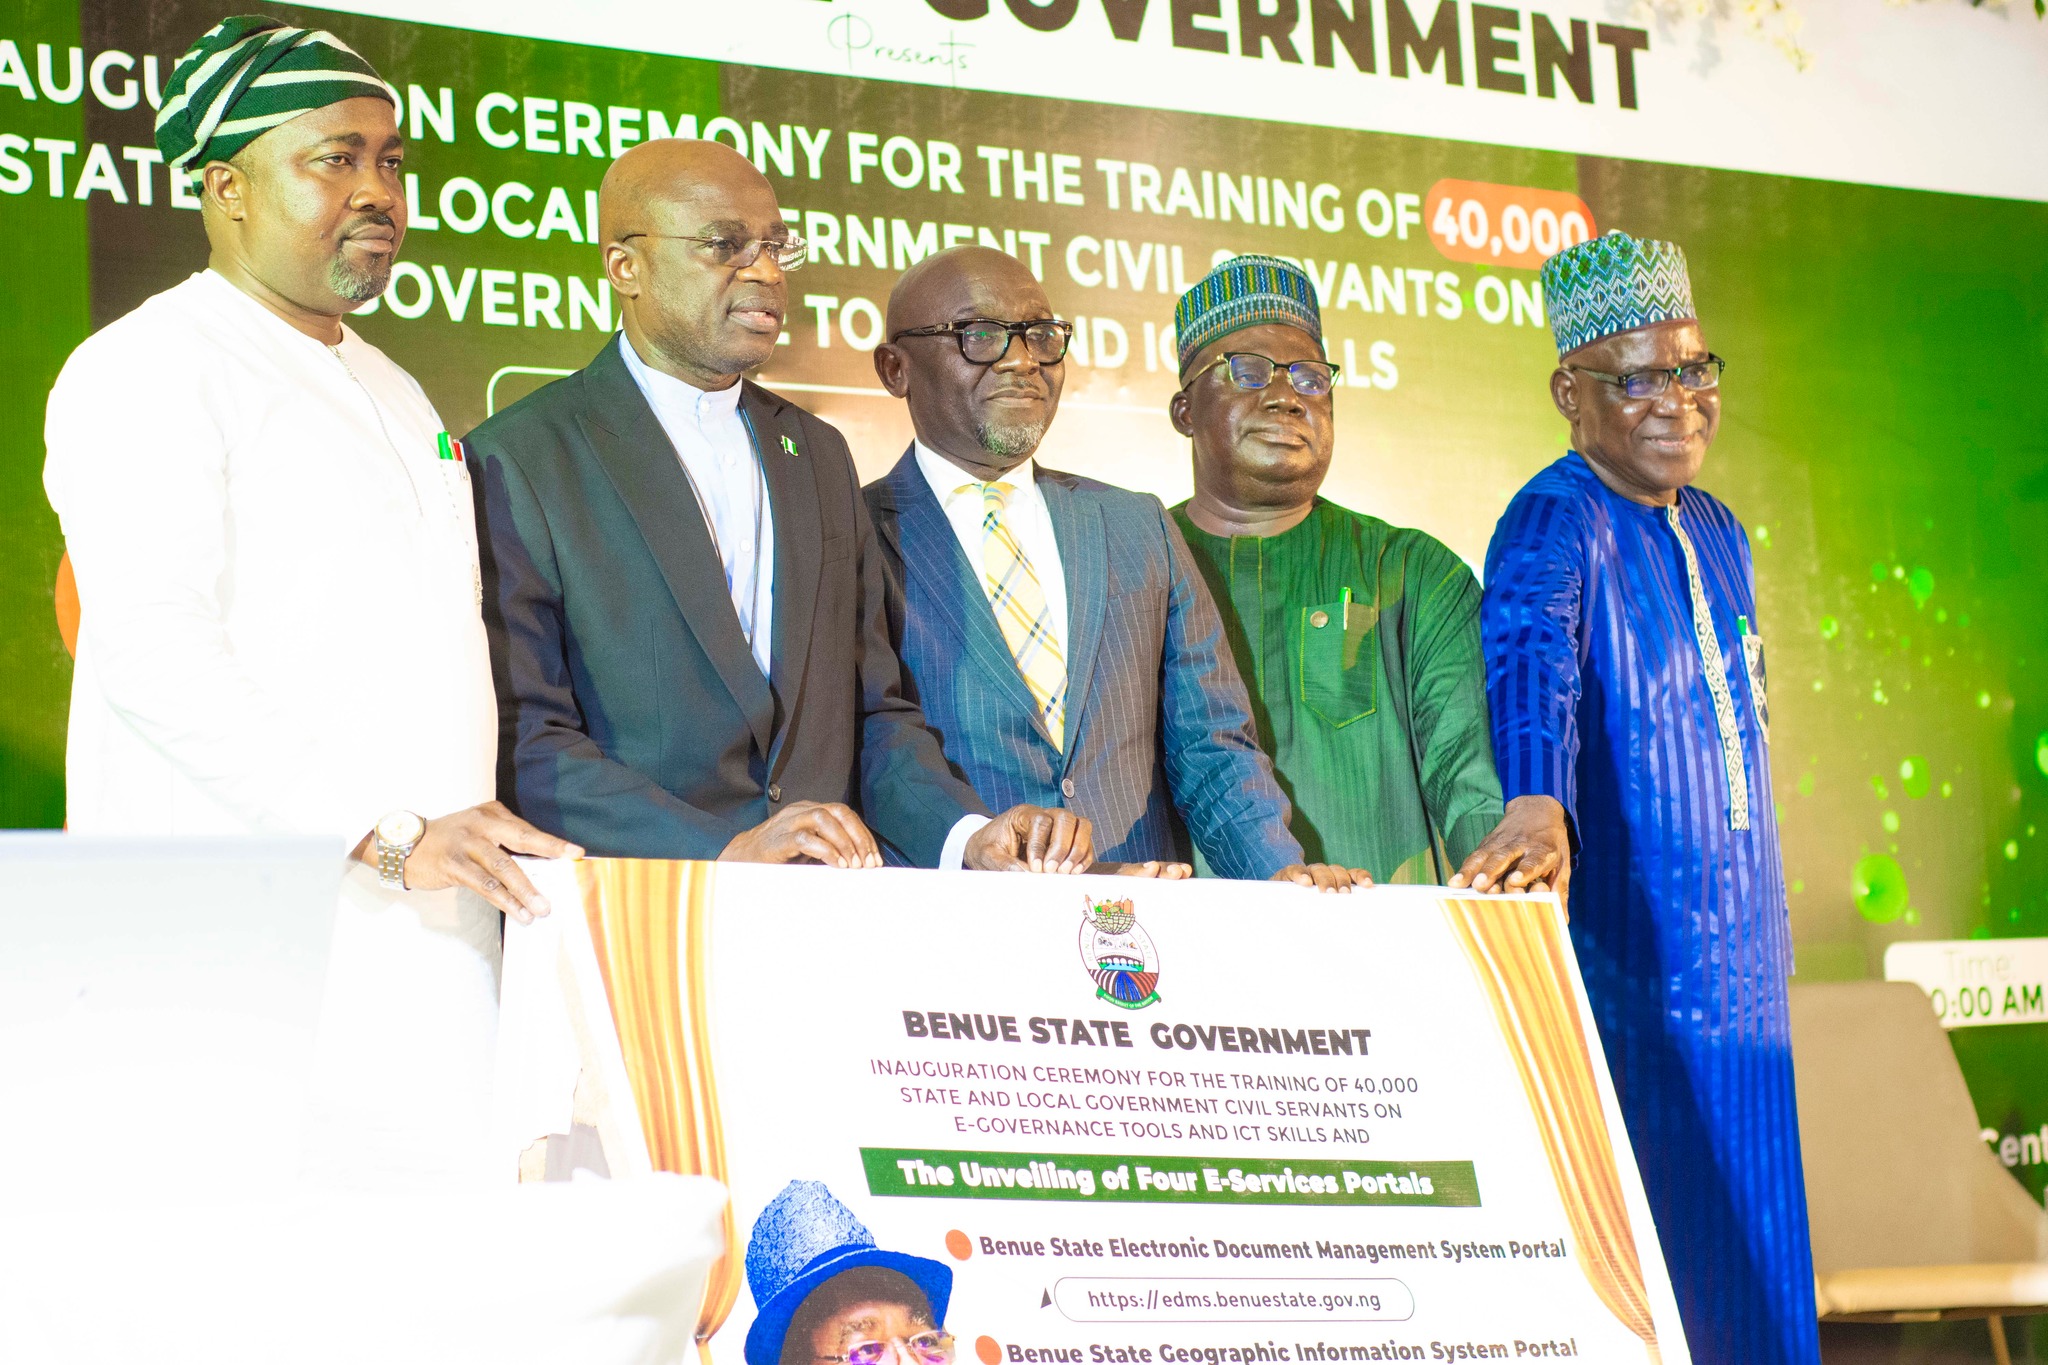 GOVERNMENT
Presents
CEREMONY FOR THE TRAINING OF 40,000
STATE LOCAL CIVIL ON
TO
BENUE STATE GOVERNMENT
INAUGURATION CEREMONY FOR THE TRAINING OF 40,000
STATE AND LOCAL GOVERNMENT CIVIL SERVANTS ON
E-GOVERNANCE TOOLS AND ICT SKILLS AND
The Unveiling of Four E-Services Portals
Benue State Electronic Document Management System Portal
https://edms.benuestate.gov.ng
Benue State Geographic Information System Portal
Time:
0:00 AM